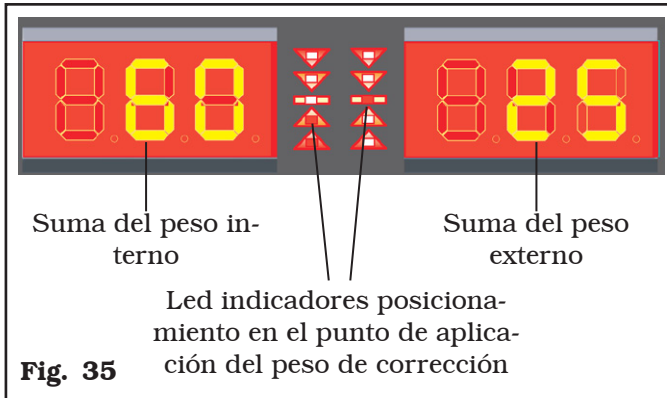 60
25
Suma del peso in-
terno
Suma del peso
externo
Led indicadores posiciona-
miento en el punto de aplica-
ción del peso de corrección
Fig. 35